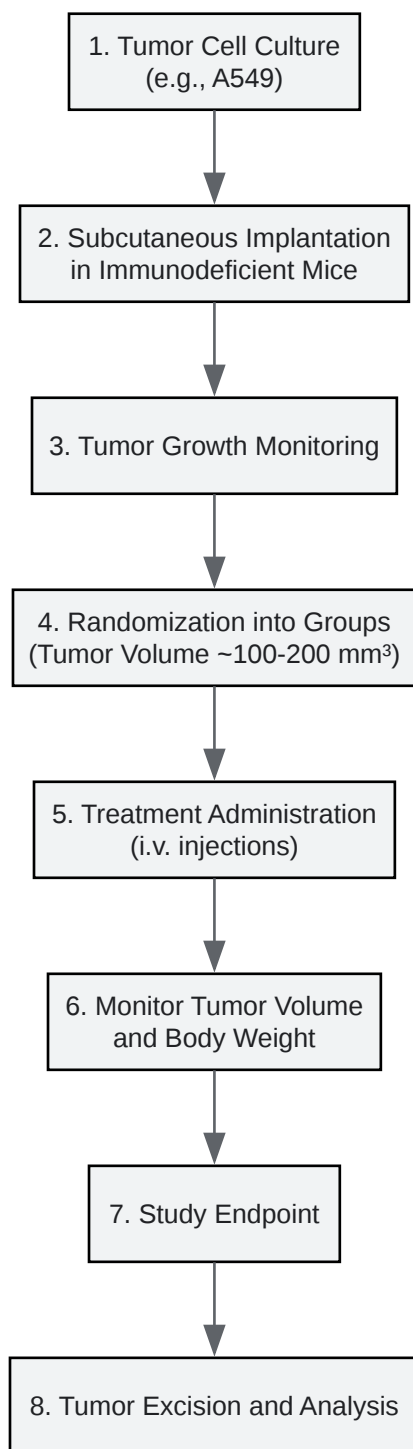 1. Tumor Cell Culture
(e.g., A549)
2. Subcutaneous Implantation
in Immunodeficient Mice
3. Tumor Growth Monitoring
4. Randomization into Groups
(Tumor Volume ~100-200 mm³)
5. Treatment Administration
(i.v. injections)
6. Monitor Tumor Volume
and Body Weight
7. Study Endpoint
8. Tumor Excision and Analysis